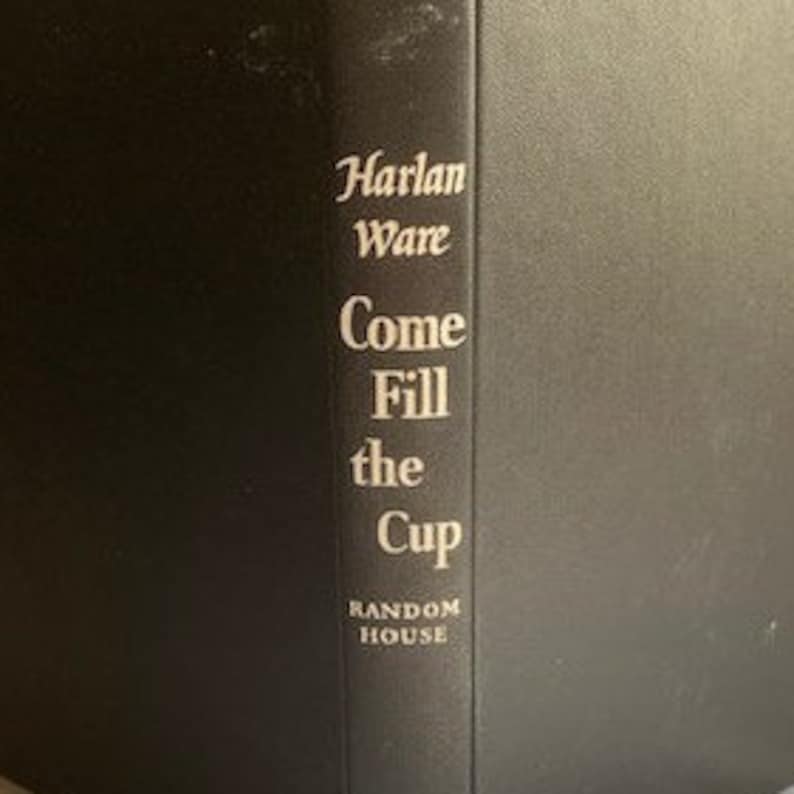 Harlan
Ware
Come
Fill
the
Cup
RANDOM
HOUSE